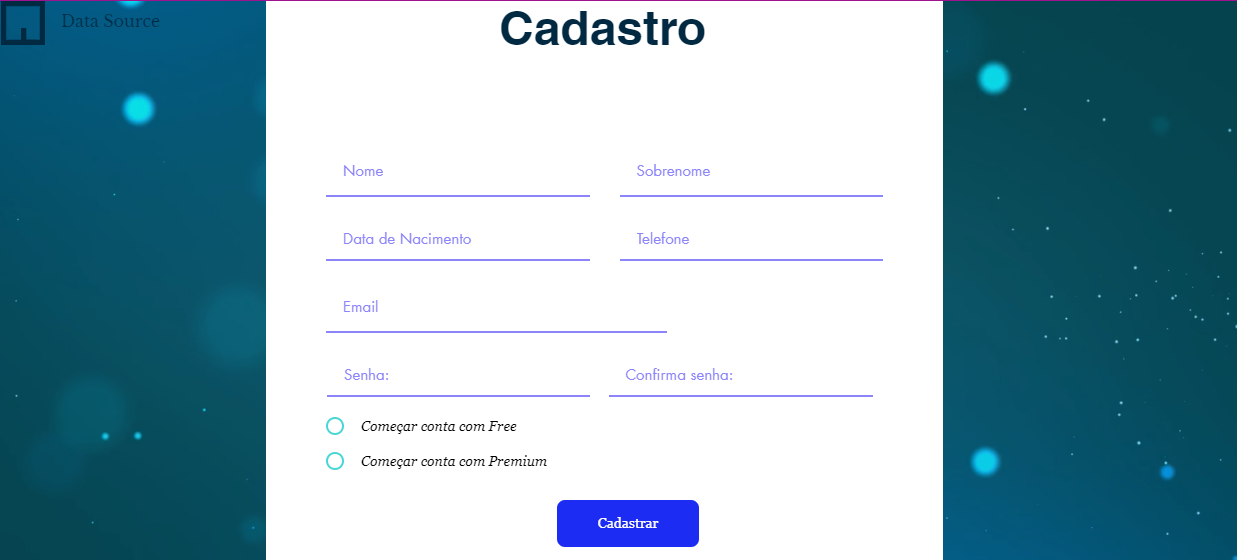 Data Source
Cadastro
Nome Sobrenome
Data de Nacimento Telefone
Email
Senha: Confirma senha:
Começar conta com Free
Começar conta com Premium
Cadastrar